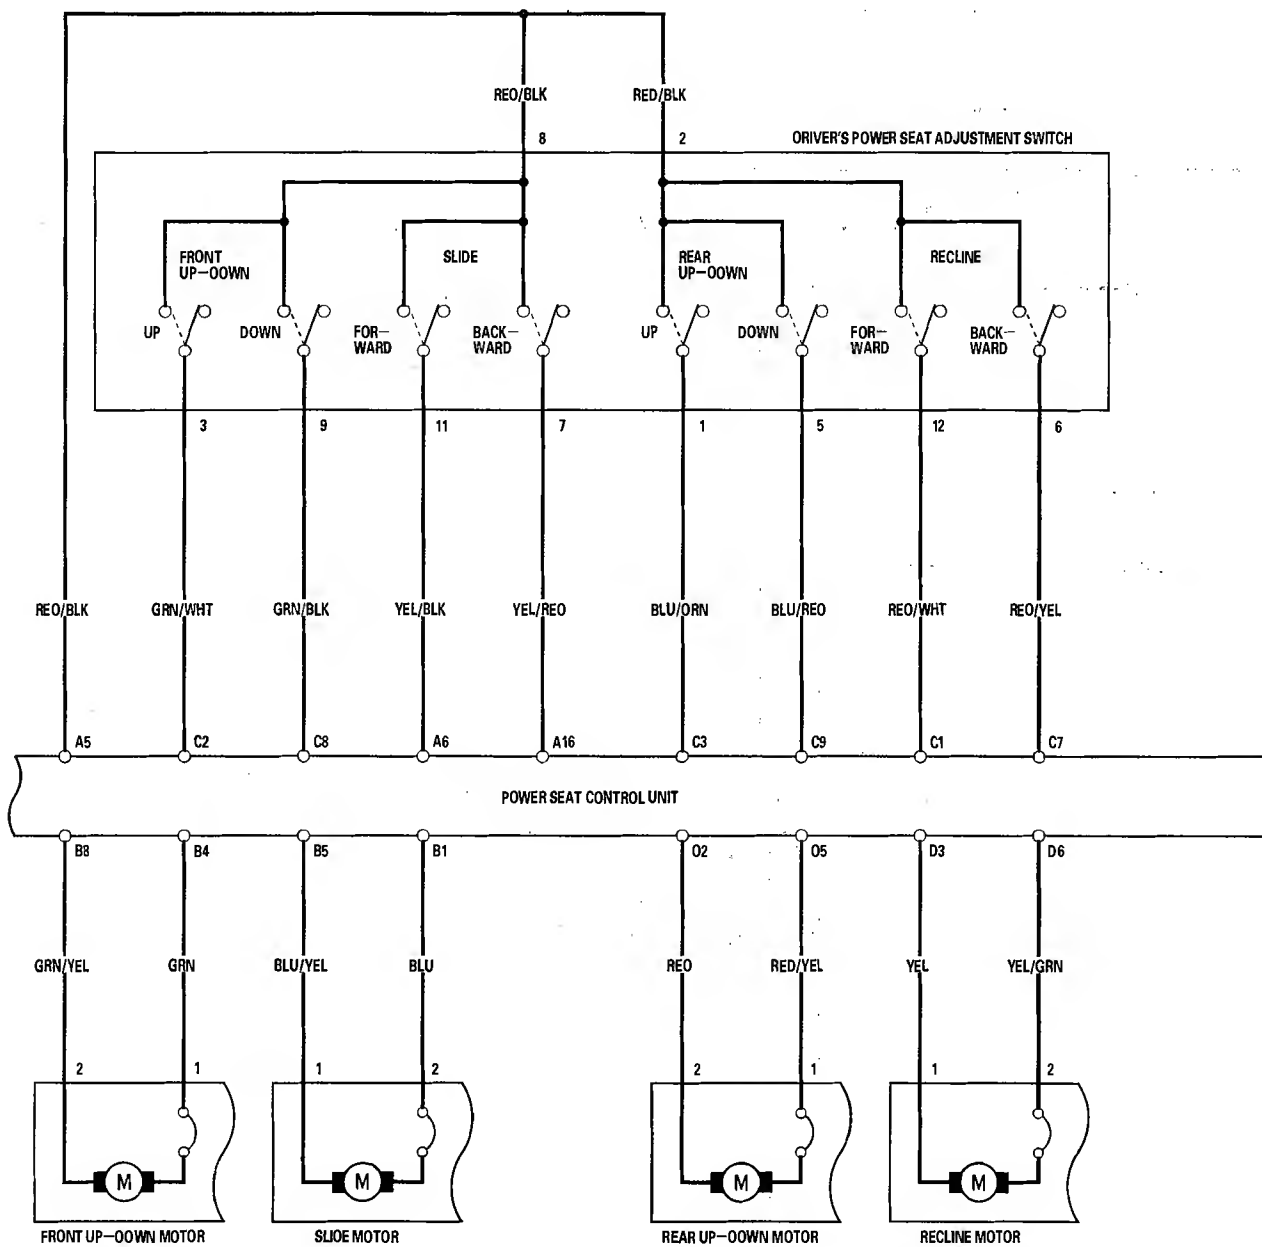 REO/BLK RED/BLK
8 2 ORIVER'S POWER SEAT ADJUSTMENT SWITCH
FRONT UP-OOWN SLIDE REAR UP-DOWN RECLINE
UP DOWN FOR-WARD BACK-WARD UP DOWN FOR-WARD BACK-WARD
3 9 11 7 1 5 12 6
REO/BLK GRN/WHT GRN/BLK YEL/BLK YEL/REO BLU/ORN BLU/REO REO/WHT REO/YEL
A5 C2 C8 A6 A16 C3 C9 C1 C7
POWER SEAT CONTROL UNIT
B8 B4 B5 B1 O2 O5 D3 D6
GRN/YEL GRN BLU/YEL BLU REO RED/YEL YEL YEL/GRN
2 1 1 2 2 1 1 2
M M M M
FRONT UP-OOWN MOTOR SLIDE MOTOR REAR UP-OOWN MOTOR RECLINE MOTOR